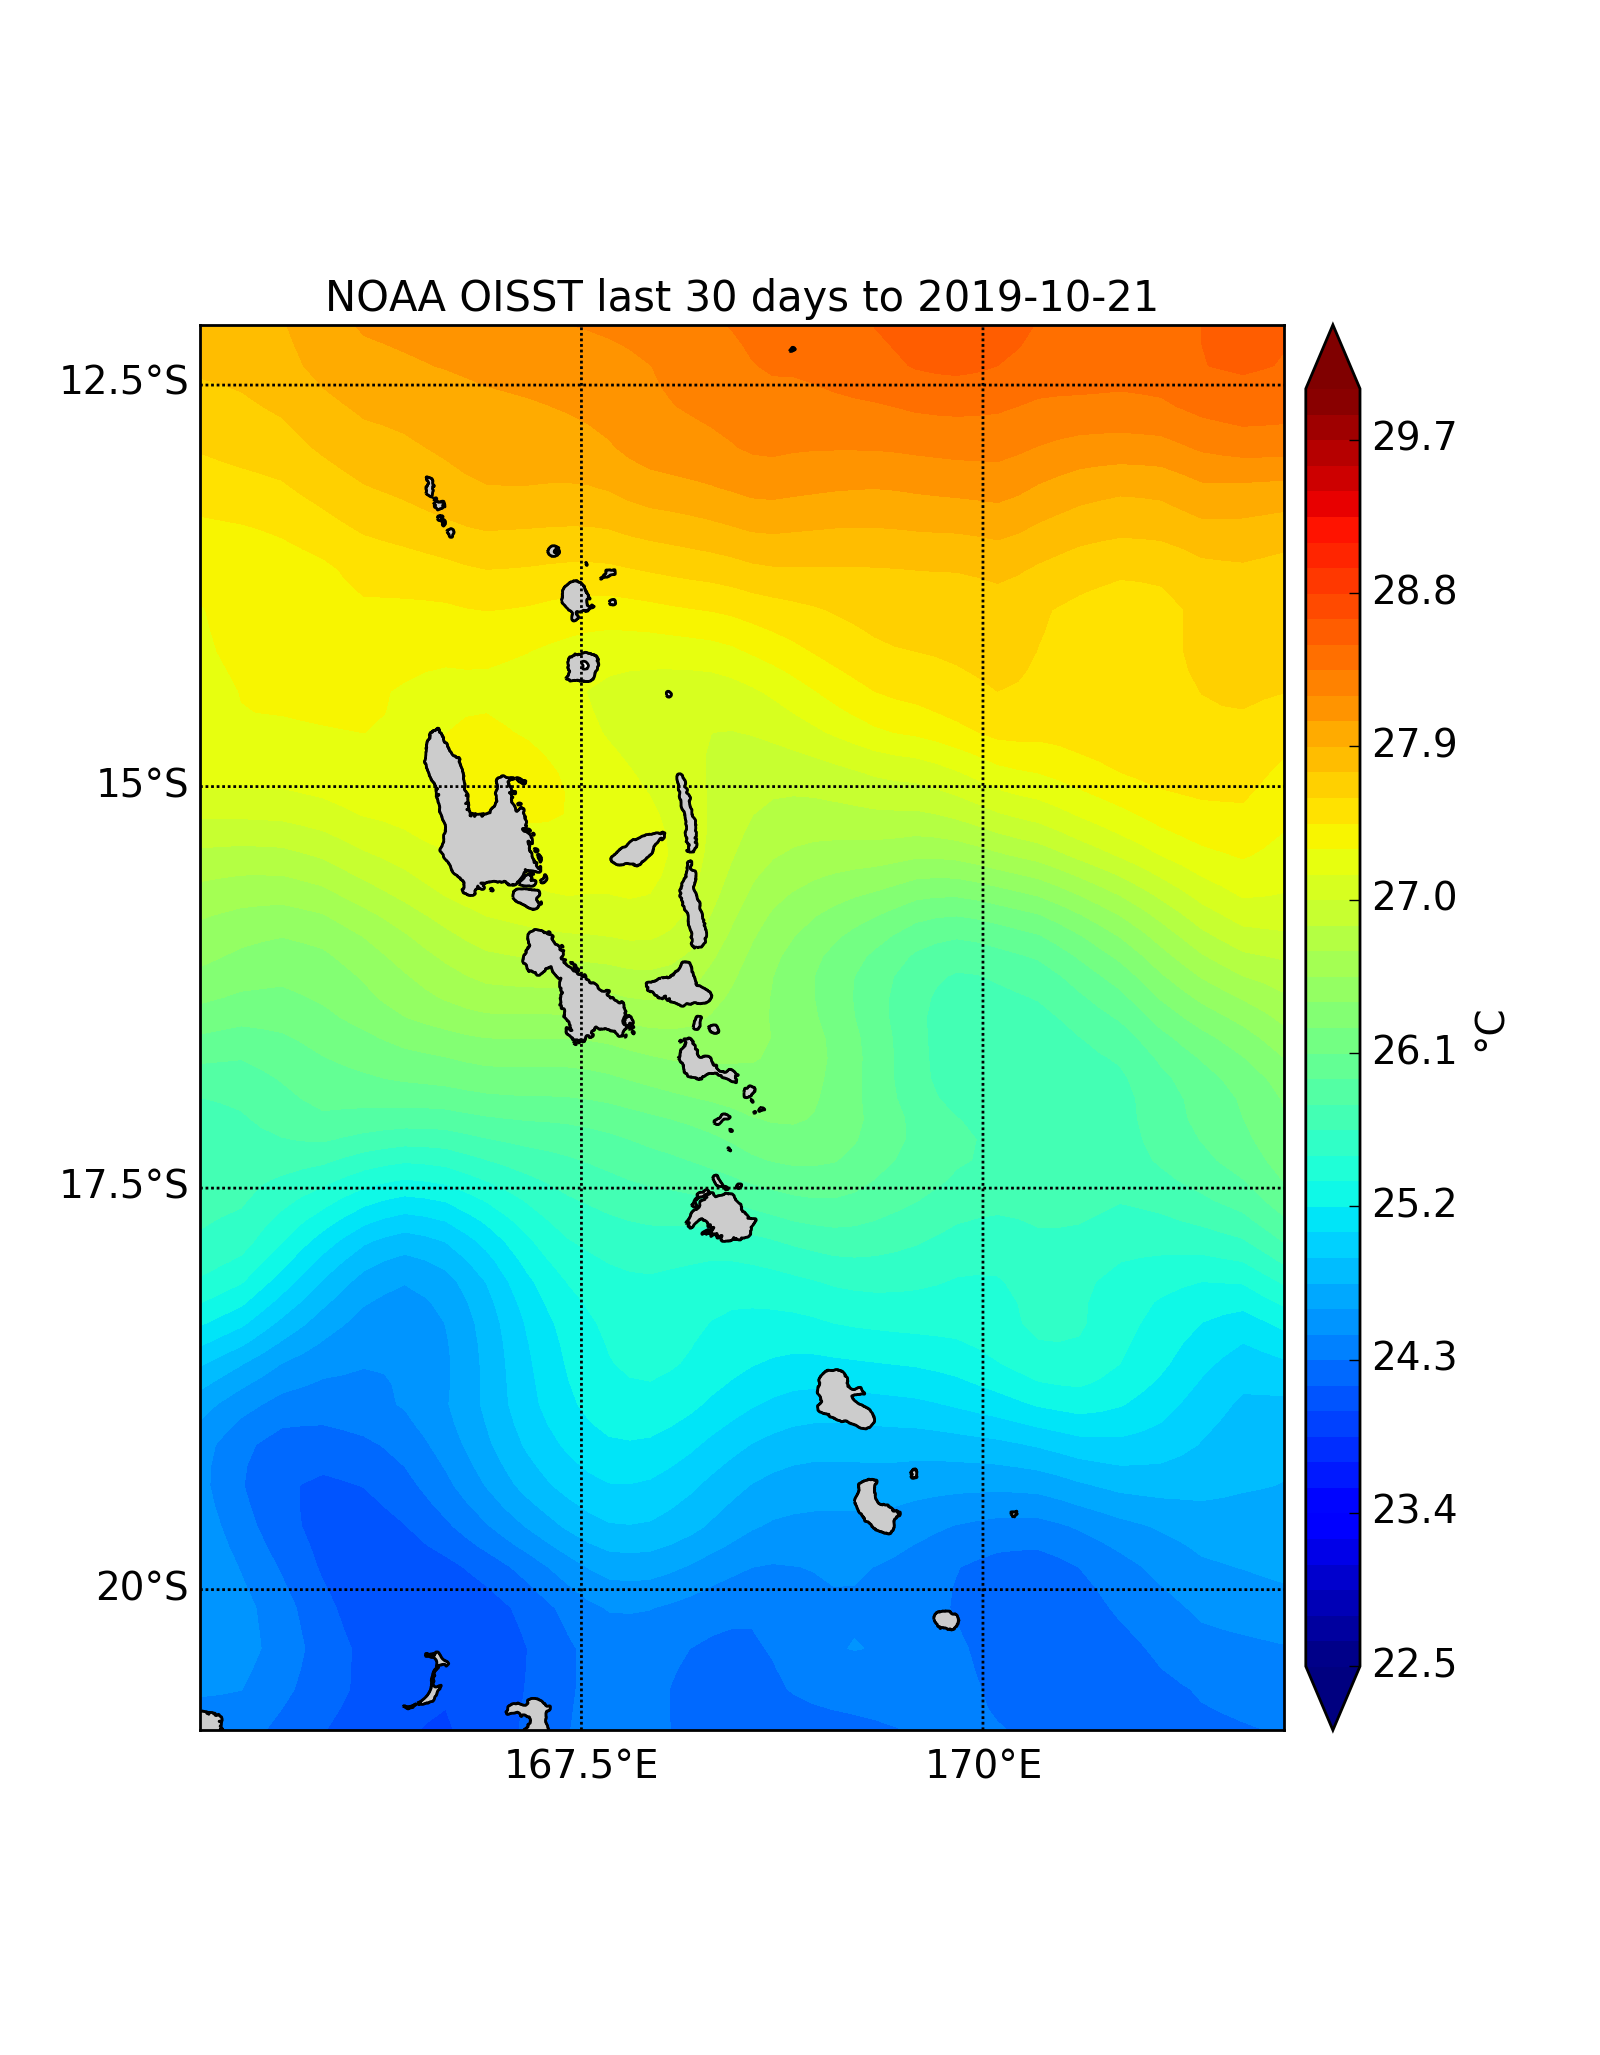 NOAA OISST last 30 days to 2019-10-21
12.5°S
15°S
17.5°S
20°S
167.5°E
170°E
29.7
28.8
27.9
27.0
26.1
25.2
24.3
23.4
22.5
°C